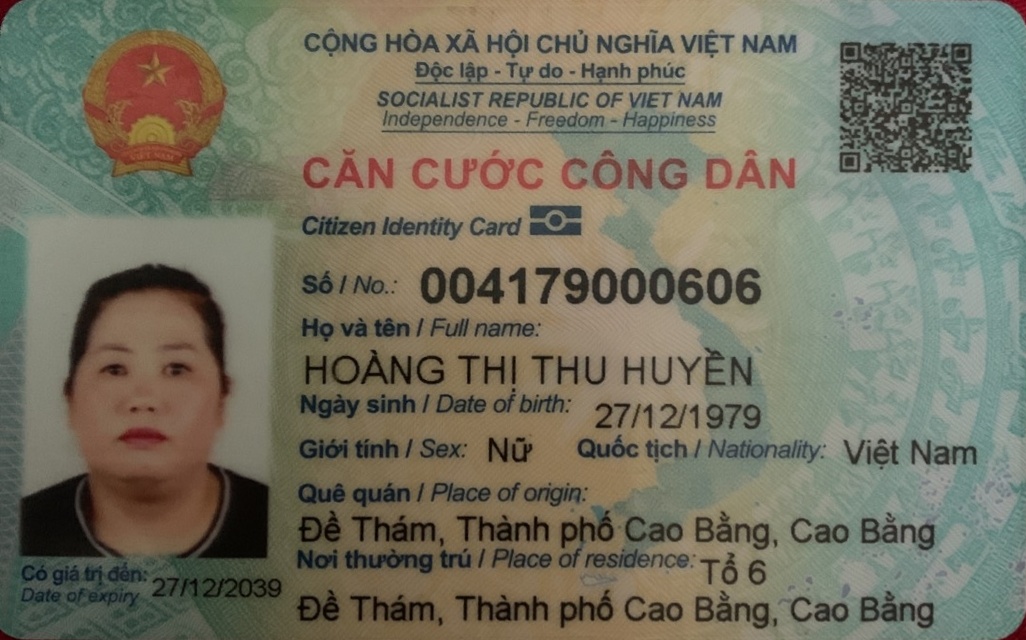 CỘNG HÒA XÃ HỘI CHỦ NGHĨA VIỆT NAM
Độc lập - Tự do - Hạnh phúc
SOCIALIST REPUBLIC OF VIET NAM
Independence - Freedom - Happiness
CĂN CƯỚC CÔNG DÂN
Citizen Identity Card
Số / No.: 004179000606
Họ và tên / Full name:
HOÀNG THỊ THU HUYỀN
Ngày sinh / Date of birth: 27/12/1979
Giới tính / Sex: Nữ Quốc tịch / Nationality: Việt Nam
Quê quán / Place of origin:
Đề Thám, Thành phố Cao Bằng, Cao Bằng
Nơi thường trú / Place of residence: Tổ 6
Đề Thám, Thành phố Cao Bằng, Cao Bằng
Có giá trị đến: 27/12/2039
Date of expiry
VIỆT NAM